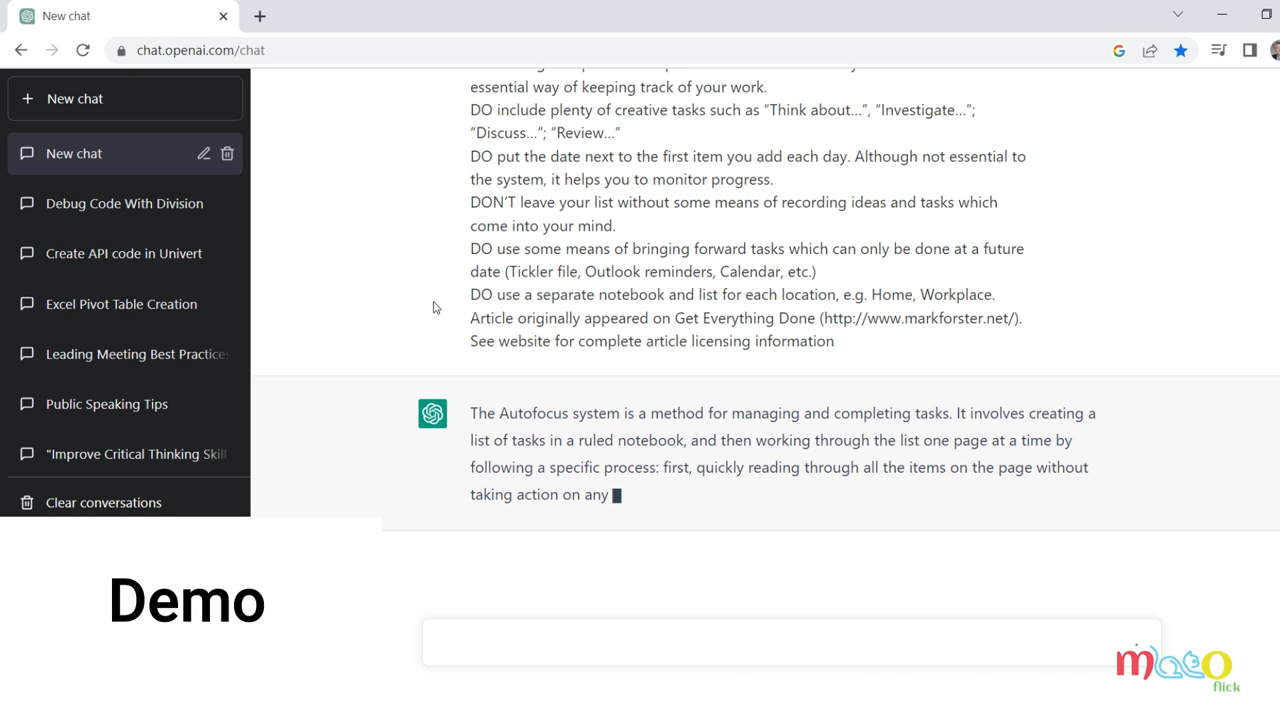 New chat
chat.openai.com/chat
New chat
New chat
Debug Code With Division
Create API code in Univert
Excel Pivot Table Creation
Leading Meeting Best Practices
Public Speaking Tips
"Improve Critical Thinking Skil
Clear conversations
essential way of keeping track of your work.
DO include plenty of creative tasks such as “Think about…”, “Investigate…”;
“Discuss…”; “Review…”
DO put the date next to the first item you add each day. Although not essential to
the system, it helps you to monitor progress.
DON’T leave your list without some means of recording ideas and tasks which
come into your mind.
DO use some means of bringing forward tasks which can only be done at a future
date (Tickler file, Outlook reminders, Calendar, etc.)
DO use a separate notebook and list for each location, e.g. Home, Workplace.
Article originally appeared on Get Everything Done (http://www.markforster.net/).
See website for complete article licensing information
The Autofocus system is a method for managing and completing tasks. It involves creating a
list of tasks in a ruled notebook, and then working through the list one page at a time by
following a specific process: first, quickly reading through all the items on the page without
taking action on any
Demo
flick